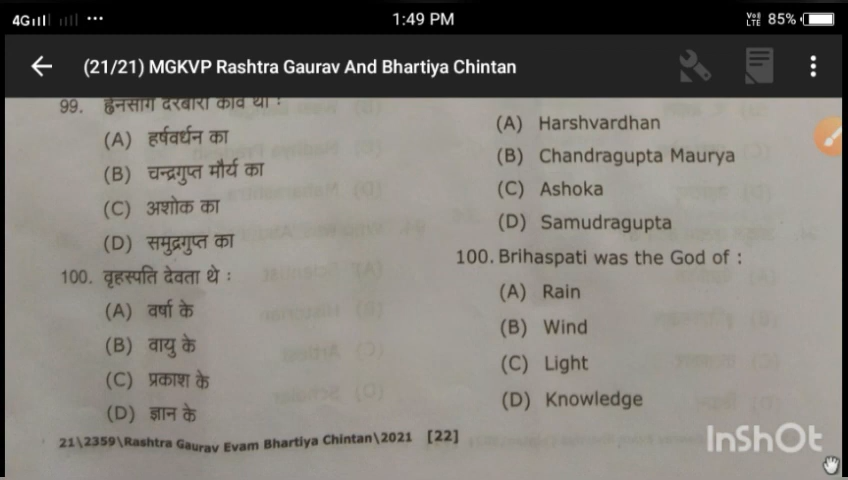 4G
1:49 PM
VoLTE 85%
(21/21) MGKVP Rashtra Gaurav And Bhartiya Chintan
99. ह्वेनसांग दरबारी कवि था :
(A) हर्षवर्धन का
(B) चन्द्रगुप्त मौर्य का
(C) अशोक का
(D) समुद्रगुप्त का
100. वृहस्पति देवता थे :
(A) वर्षा के
(B) वायु के
(C) प्रकाश के
(D) ज्ञान के
(A) Harshvardhan
(B) Chandragupta Maurya
(C) Ashoka
(D) Samudragupta
100. Brihaspati was the God of :
(A) Rain
(B) Wind
(C) Light
(D) Knowledge
21\2359\Rashtra Gaurav Evam Bhartiya Chintan\2021 [22]
InShOt